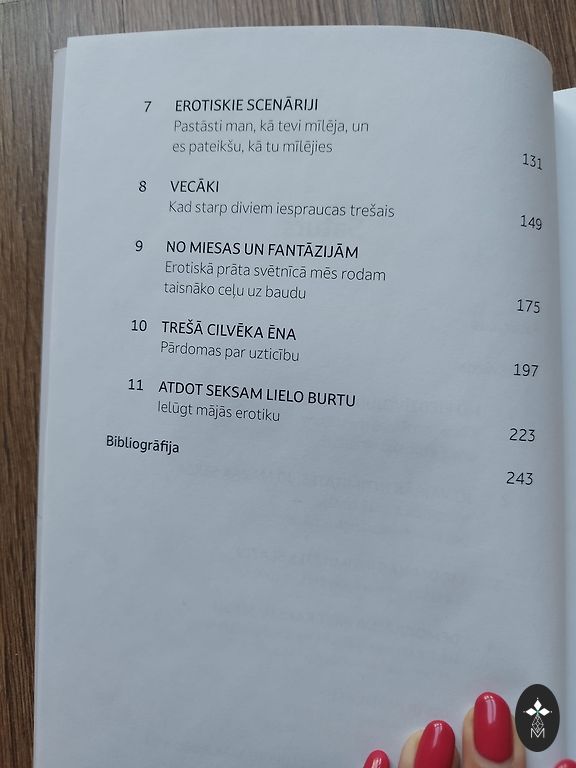 7 EROTISKIE SCENĀRIJI
Pastāsti man, kā tevi mīlēja, un
es pateikšu, kā tu mīlējies 131
8 VECĀKI
Kad starp diviem iespraucas trešais 149
9 NO MIESAS UN FANTĀZIJĀM
Erotiskā prāta svētnīcā mēs rodam
taisnāko ceļu uz baudu 175
10 TREŠĀ CILVĒKA ĒNA
Pārdomas par uzticību 197
11 ATDOT SEKSAM LIELO BURTU
Ielūgt mājās erotiku 223
Bibliogrāfija 243
M